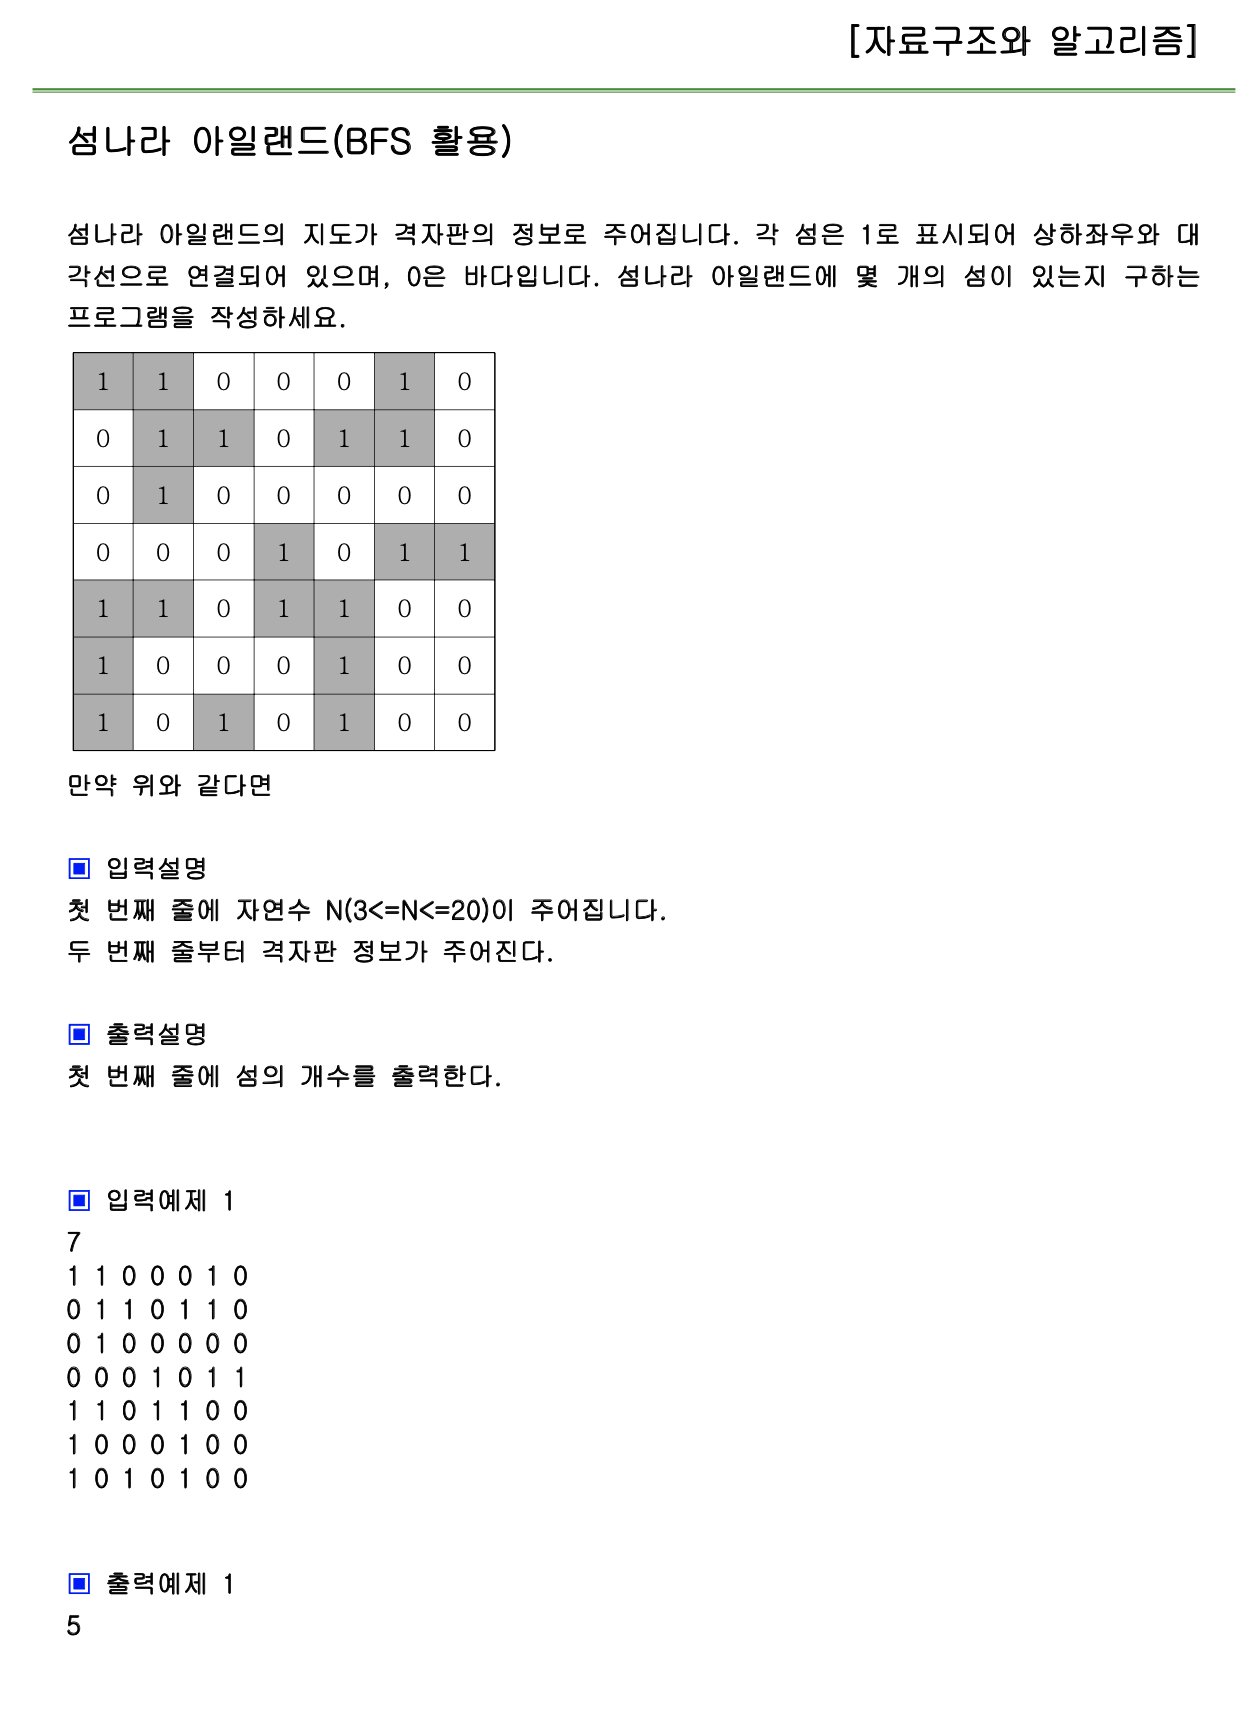 [자료구조와 알고리즘]
섬나라 아일랜드(BFS 활용)
섬나라 아일랜드의 지도가 격자판의 정보로 주어집니다. 각 섬은 1로 표시되어 상하좌우와 대
각선으로 연결되어 있으며, 0은 바다입니다. 섬나라 아일랜드에 몇 개의 섬이 있는지 구하는
프로그램을 작성하세요.
1 1 0 0 0 1 0
0 1 1 0 1 1 0
0 1 0 0 0 0 0
0 0 0 1 0 1 1
1 1 0 1 1 0 0
1 0 0 0 1 0 0
1 0 1 0 1 0 0
만약 위와 같다면
▣ 입력설명
첫 번째 줄에 자연수 N(3<=N<=20)이 주어집니다.
두 번째 줄부터 격자판 정보가 주어진다.
▣ 출력설명
첫 번째 줄에 섬의 개수를 출력한다.
▣ 입력예제 1
7
1 1 0 0 0 1 0
0 1 1 0 1 1 0
0 1 0 0 0 0 0
0 0 0 1 0 1 1
1 1 0 1 1 0 0
1 0 0 0 1 0 0
1 0 1 0 1 0 0
▣ 출력예제 1
5